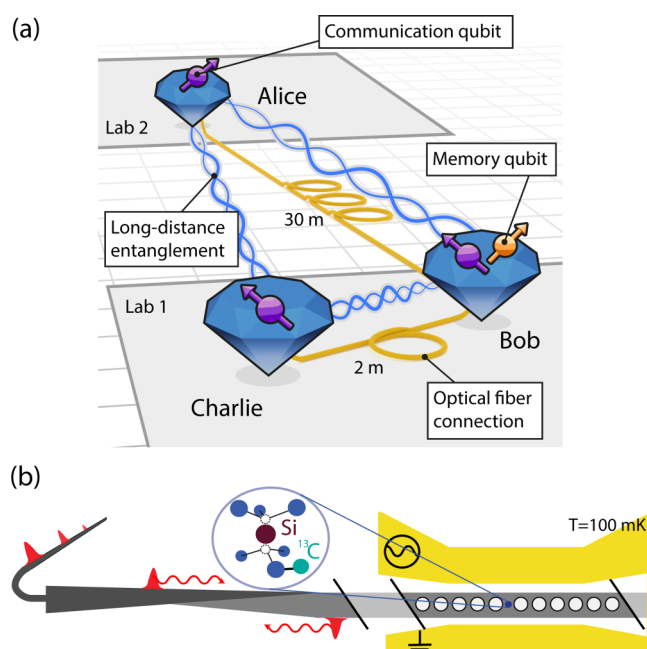 (a)
Communication qubit
Alice
Lab 2
Memory qubit
30 m
Long-distance
entanglement
Lab 1
Bob
2 m
Charlie
Optical fiber
connection
(b)
Si
¹³C
T=100 mK